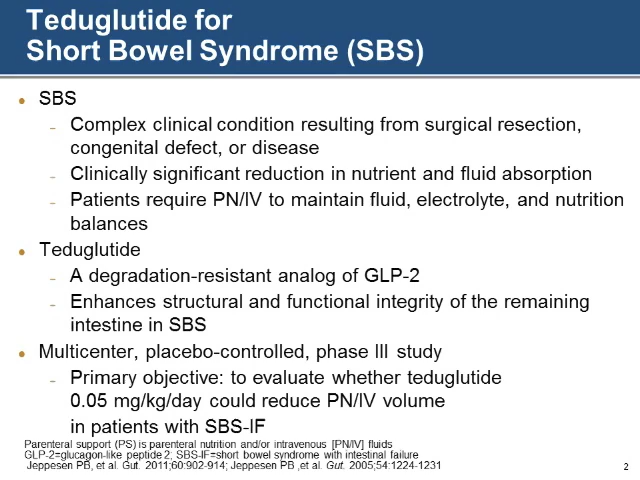 Teduglutide for
Short Bowel Syndrome (SBS)
• SBS
– Complex clinical condition resulting from surgical resection,
congenital defect, or disease
– Clinically significant reduction in nutrient and fluid absorption
– Patients require PN/IV to maintain fluid, electrolyte, and nutrition
balances
• Teduglutide
– A degradation-resistant analog of GLP-2
– Enhances structural and functional integrity of the remaining
intestine in SBS
• Multicenter, placebo-controlled, phase III study
– Primary objective: to evaluate whether teduglutide
0.05 mg/kg/day could reduce PN/IV volume
in patients with SBS-IF
Parenteral support (PS) is parenteral nutrition and/or intravenous [PN/IV] fluids
GLP-2=glucagon-like peptide 2; SBS-IF=short bowel syndrome with intestinal failure
Jeppesen PB, et al. Gut. 2011;60:902-914; Jeppesen PB ,et al. Gut. 2005;54:1224-1231
2